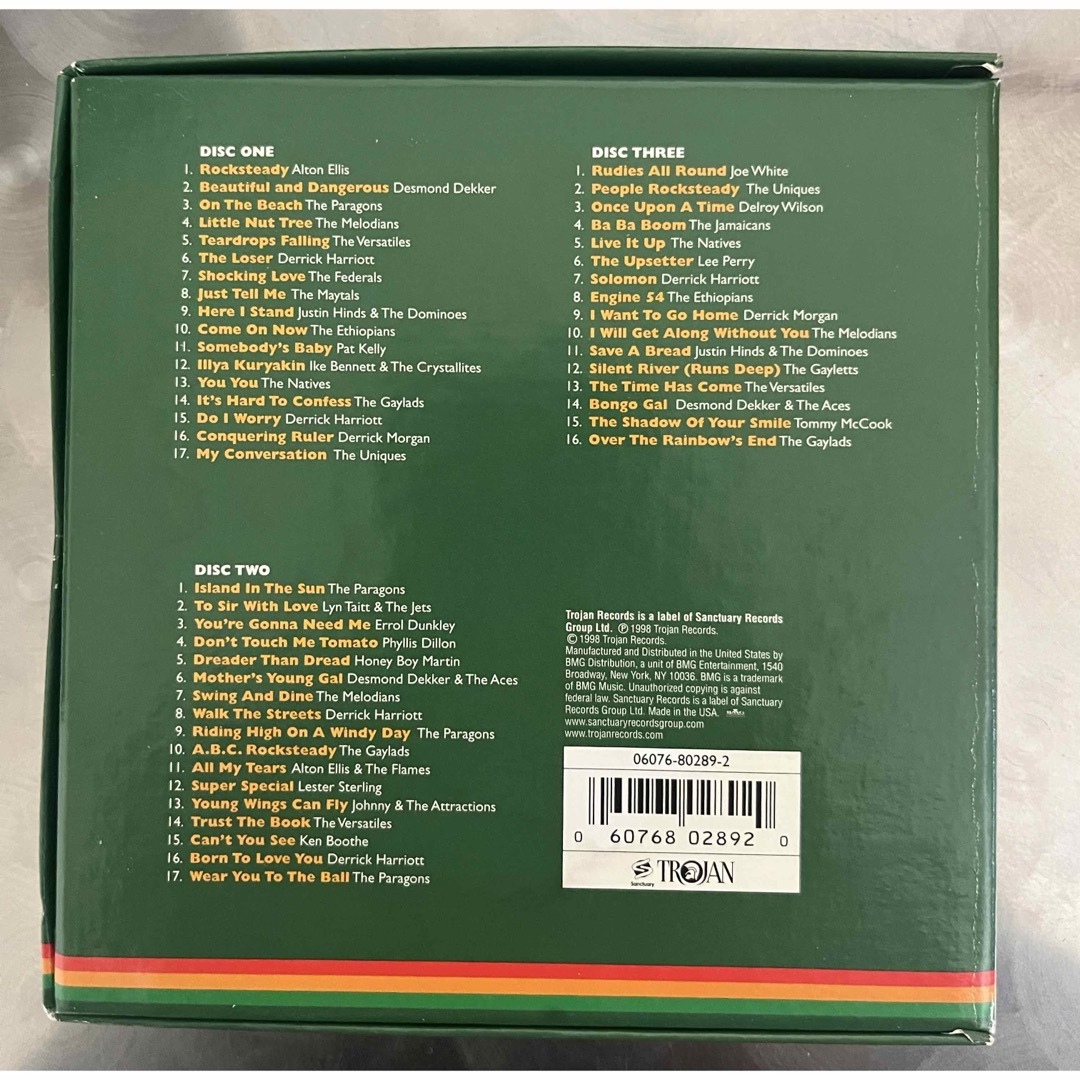 DISC ONE
1. Rocksteady Alton Ellis
2. Beautiful and Dangerous Desmond Dekker
3. On The Beach The Paragons
4. Little Nut Tree The Melodians
5. Teardrops Falling The Versatiles
6. The Loser Derrick Harriott
7. Shocking Love The Federals
8. Just Tell Me The Maytals
9. Here I Stand Justin Hinds & The Dominoes
10. Come On Now The Ethiopians
11. Somebody's Baby Pat Kelly
12. Illya Kuryakin Ike Bennett & The Crystallites
13. You You The Natives
14. It's Hard To Confess The Gaylads
15. Do I Worry Derrick Harriott
16. Conquering Ruler Derrick Morgan
17. My Conversation The Uniques
DISC TWO
1. Island In The Sun The Paragons
2. To Sir With Love Lyn Taitt & The Jets
3. You're Gonna Need Me Errol Dunkley
4. Don't Touch Me Tomato Phyllis Dillon
5. Dreader Than Dread Honey Boy Martin
6. Mother's Young Gal Desmond Dekker & The Aces
7. Swing And Dine The Melodians
8. Walk The Streets Derrick Harriott
9. Riding High On A Windy Day The Paragons
10. A.B.C. Rocksteady The Gaylads
11. All My Tears Alton Ellis & The Flames
12. Super Special Lester Sterling
13. Young Wings Can Fly Johnny & The Attractions
14. Trust The Book The Versatiles
15. Can't You See Ken Boothe
16. Born To Love You Derrick Harriott
17. Wear You To The Ball The Paragons
DISC THREE
1. Rudies All Round Joe White
2. People Rocksteady The Uniques
3. Once Upon A Time Delroy Wilson
4. Ba Ba Boom The Jamaicans
5. Live It Up The Natives
6. The Upsetter Lee Perry
7. Solomon Derrick Harriott
8. Engine 54 The Ethiopians
9. I Want To Go Home Derrick Morgan
10. I Will Get Along Without You The Melodians
11. Save A Bread Justin Hinds & The Dominoes
12. Silent River (Runs Deep) The Gayletts
13. The Time Has Come The Versatiles
14. Bongo Gal Desmond Dekker & The Aces
15. The Shadow Of Your Smile Tommy McCook
16. Over The Rainbow's End The Gaylads
Trojan Records is a label of Sanctuary Records
Group Ltd. ℗ 1998 Trojan Records.
© 1998 Trojan Records.
Manufactured and Distributed in the United States by
BMG Distribution, a unit of BMG Entertainment, 1540
Broadway, New York, NY 10036. BMG is a trademark
of BMG Music. Unauthorized copying is against
federal law. Sanctuary Records is a label of Sanctuary
Records Group Ltd. Made in the USA.
www.sanctuaryrecordsgroup.com
www.trojanrecords.com
06076-80289-2
0 60768 02892 0
Sanctuary TROJAN